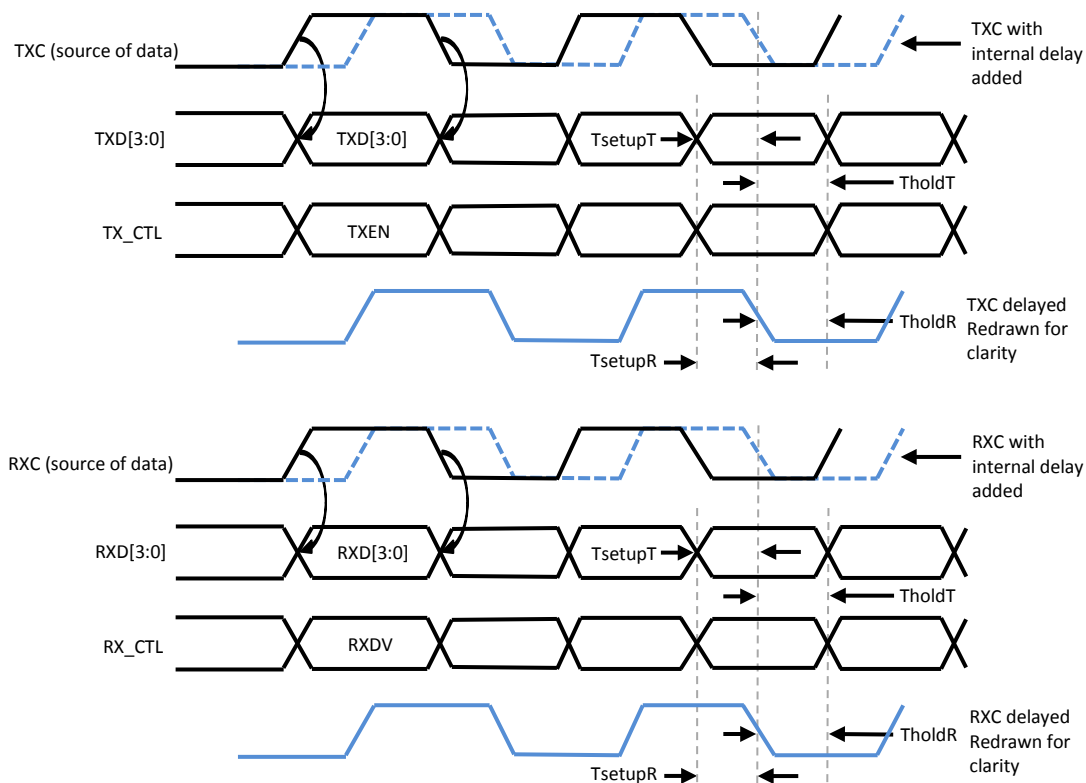 TXC (source of data)
TXC with
internal delay
added
TXD[3:0]
TXD[3:0]
TsetupT
TholdT
TX_CTL
TXEN
TholdR
TXC delayed
Redrawn for
clarity
TsetupR
RXC (source of data)
RXC with
internal delay
added
RXD[3:0]
RXD[3:0]
TsetupT
TholdT
RX_CTL
RXDV
TholdR
RXC delayed
Redrawn for
clarity
TsetupR